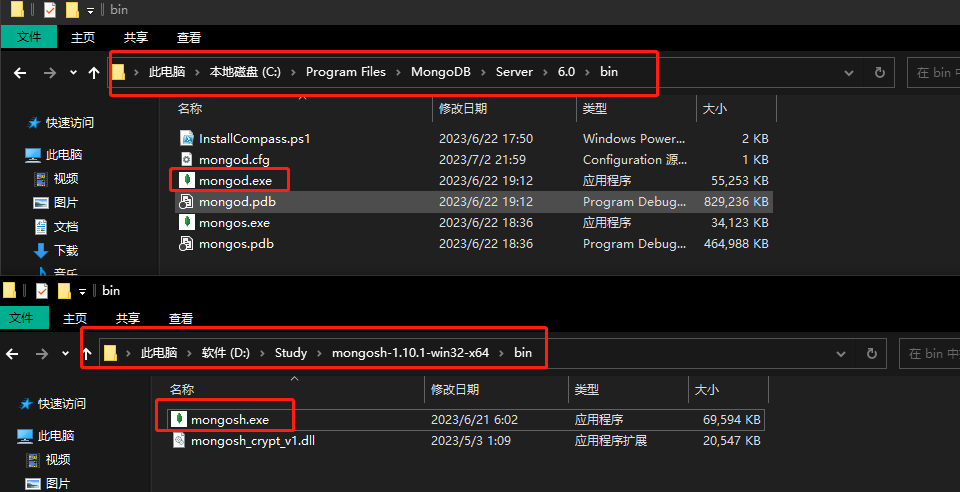 bin
文件 主页 共享 查看
此电脑 本地磁盘 (C:) Program Files MongoDB Server 6.0 bin 在 bin 中
名称 修改日期 类型 大小
快速访问
此电脑
视频
图片
文档
下载
音乐
InstallCompass.ps1 2023/6/22 17:50 Windows Power... 2 KB
mongod.cfg 2023/7/2 21:59 Configuration 源... 1 KB
mongod.exe 2023/6/22 19:12 应用程序 55,253 KB
mongod.pdb 2023/6/22 19:12 Program Debug... 829,236 KB
mongos.exe 2023/6/22 18:36 应用程序 34,123 KB
mongos.pdb 2023/6/22 18:36 Program Debug... 464,988 KB
bin
文件 主页 共享 查看
此电脑 软件 (D:) Study mongosh-1.10.1-win32-x64 bin 在 bin 中
名称 修改日期 类型 大小
快速访问
此电脑
视频
图片
mongosh.exe 2023/6/21 6:02 应用程序 69,594 KB
mongosh_crypt_v1.dll 2023/5/3 1:09 应用程序扩展 20,547 KB